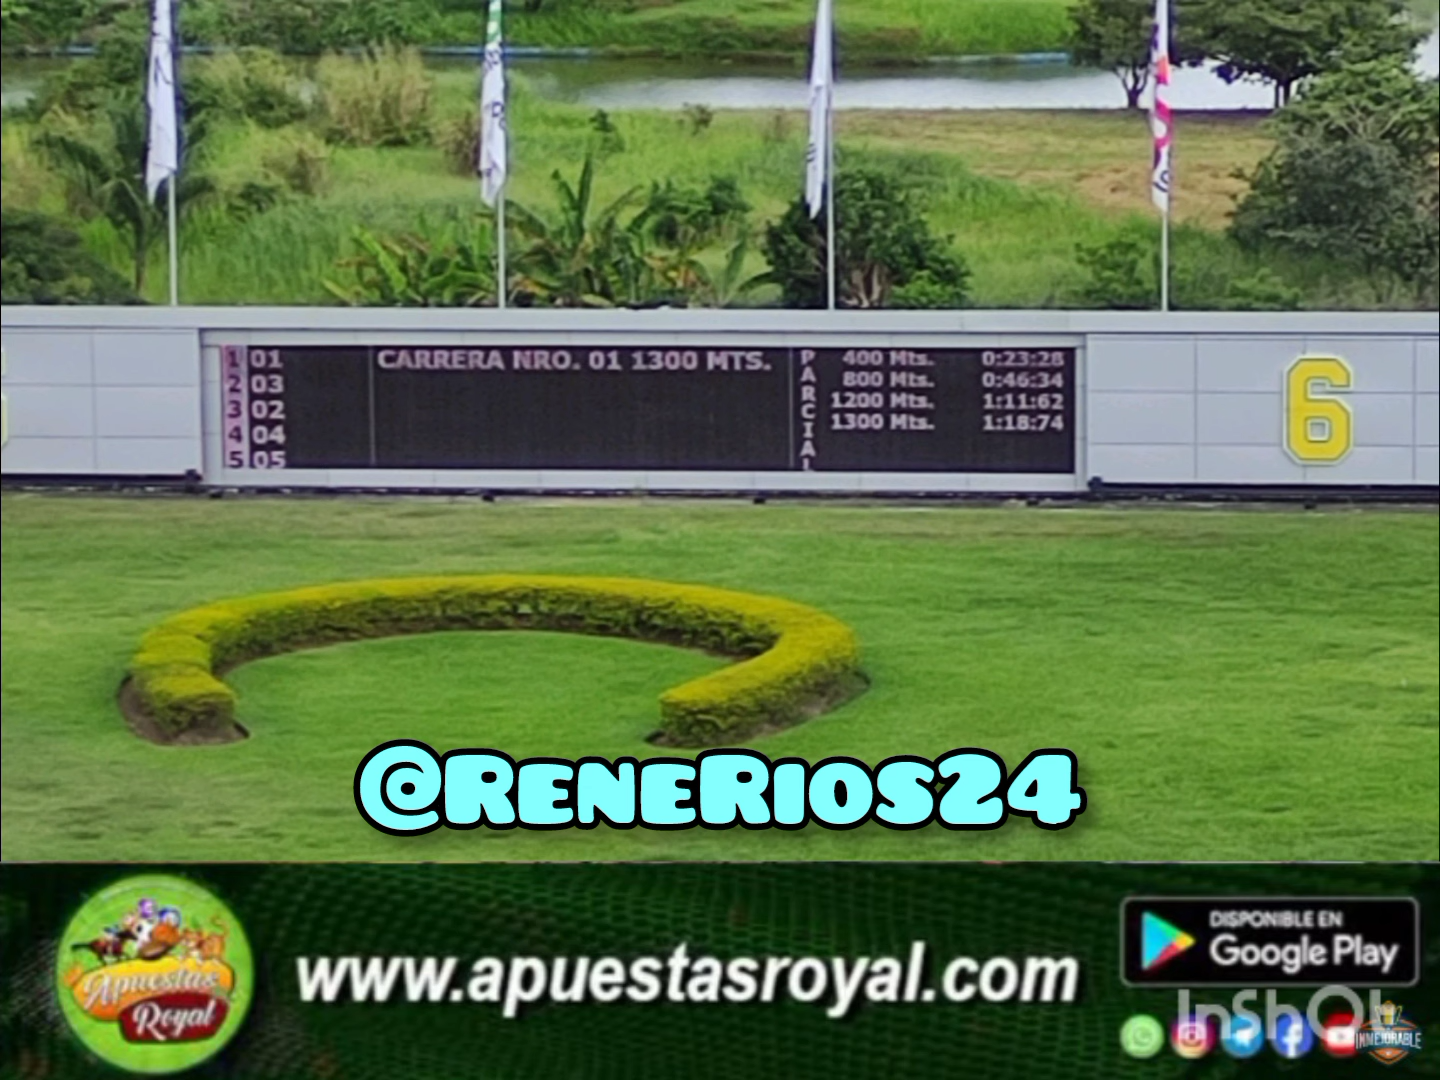 1 01
2 03
3 02
4 04
5 05
CARRERA NRO. 01 1300 MTS.
PARCIAL
400 Mts. 0:23:28
800 Mts. 0:46:34
1200 Mts. 1:11:62
1300 Mts. 1:18:74
6
@ReneRios24
Apuestas
Royal
www.apuestasroyal.com
DISPONIBLE EN
Google Play
InShOt
INMEJORABLE